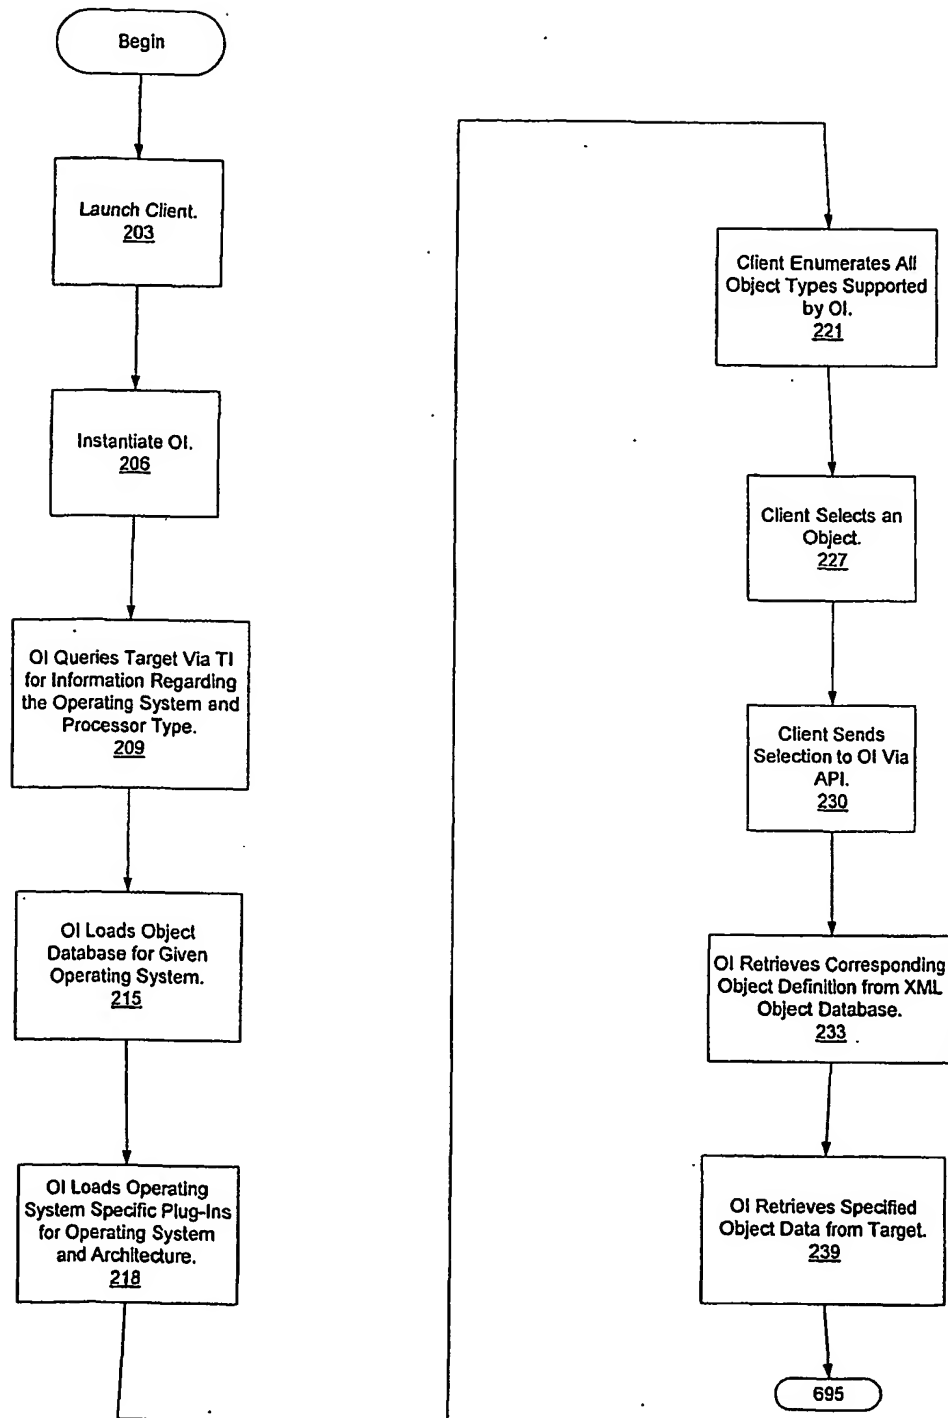 Begin
Launch Client.
203
Instantiate OI.
206
OI Queries Target Via TI
for Information Regarding
the Operating System and
Processor Type.
209
OI Loads Object
Database for Given
Operating System.
215
OI Loads Operating
System Specific Plug-Ins
for Operating System
and Architecture.
218
Client Enumerates All
Object Types Supported
by OI.
221
Client Selects an
Object.
227
Client Sends
Selection to OI Via
API.
230
OI Retrieves Corresponding
Object Definition from XML
Object Database.
233
OI Retrieves Specified
Object Data from Target.
239
695